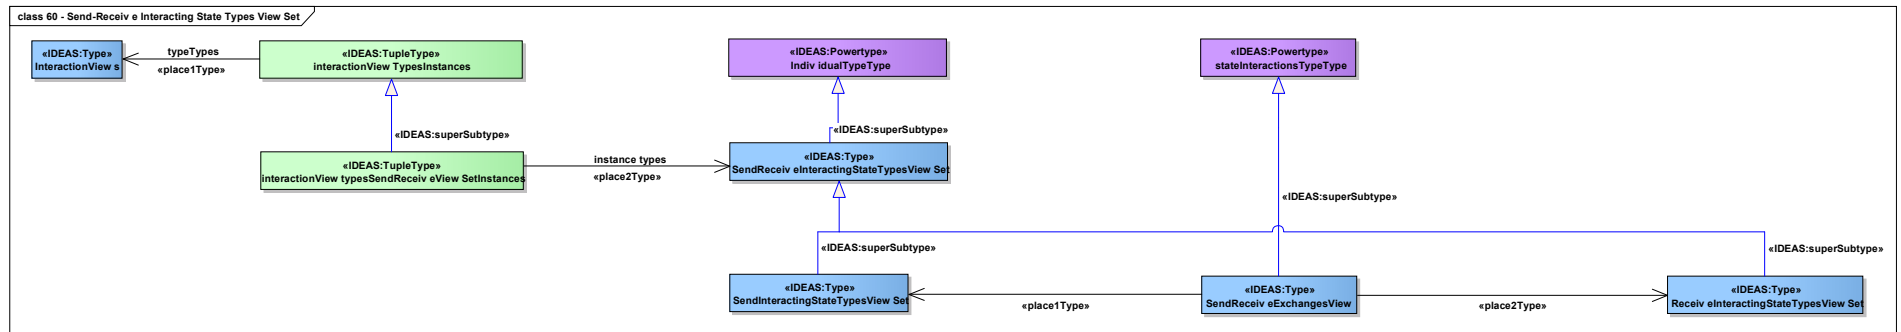 class 60 - Send-Receiv e Interacting State Types View Set
«IDEAS:Type»
InteractionView s
typeTypes
«place1Type»
«IDEAS:TupleType»
interactionView TypesInstances
«IDEAS:Powertype»
Indiv idualTypeType
«IDEAS:Powertype»
stateInteractionsTypeType
«IDEAS:superSubtype»
«IDEAS:superSubtype»
«IDEAS:TupleType»
interactionView typesSendReceiv eView SetInstances
instance types
«place2Type»
«IDEAS:Type»
SendReceiv eInteractingStateTypesView Set
«IDEAS:superSubtype»
«IDEAS:superSubtype»
«IDEAS:superSubtype»
«IDEAS:Type»
SendInteractingStateTypesView Set
«place1Type»
«IDEAS:Type»
SendReceiv eExchangesView
«place2Type»
«IDEAS:Type»
Receiv eInteractingStateTypesView Set